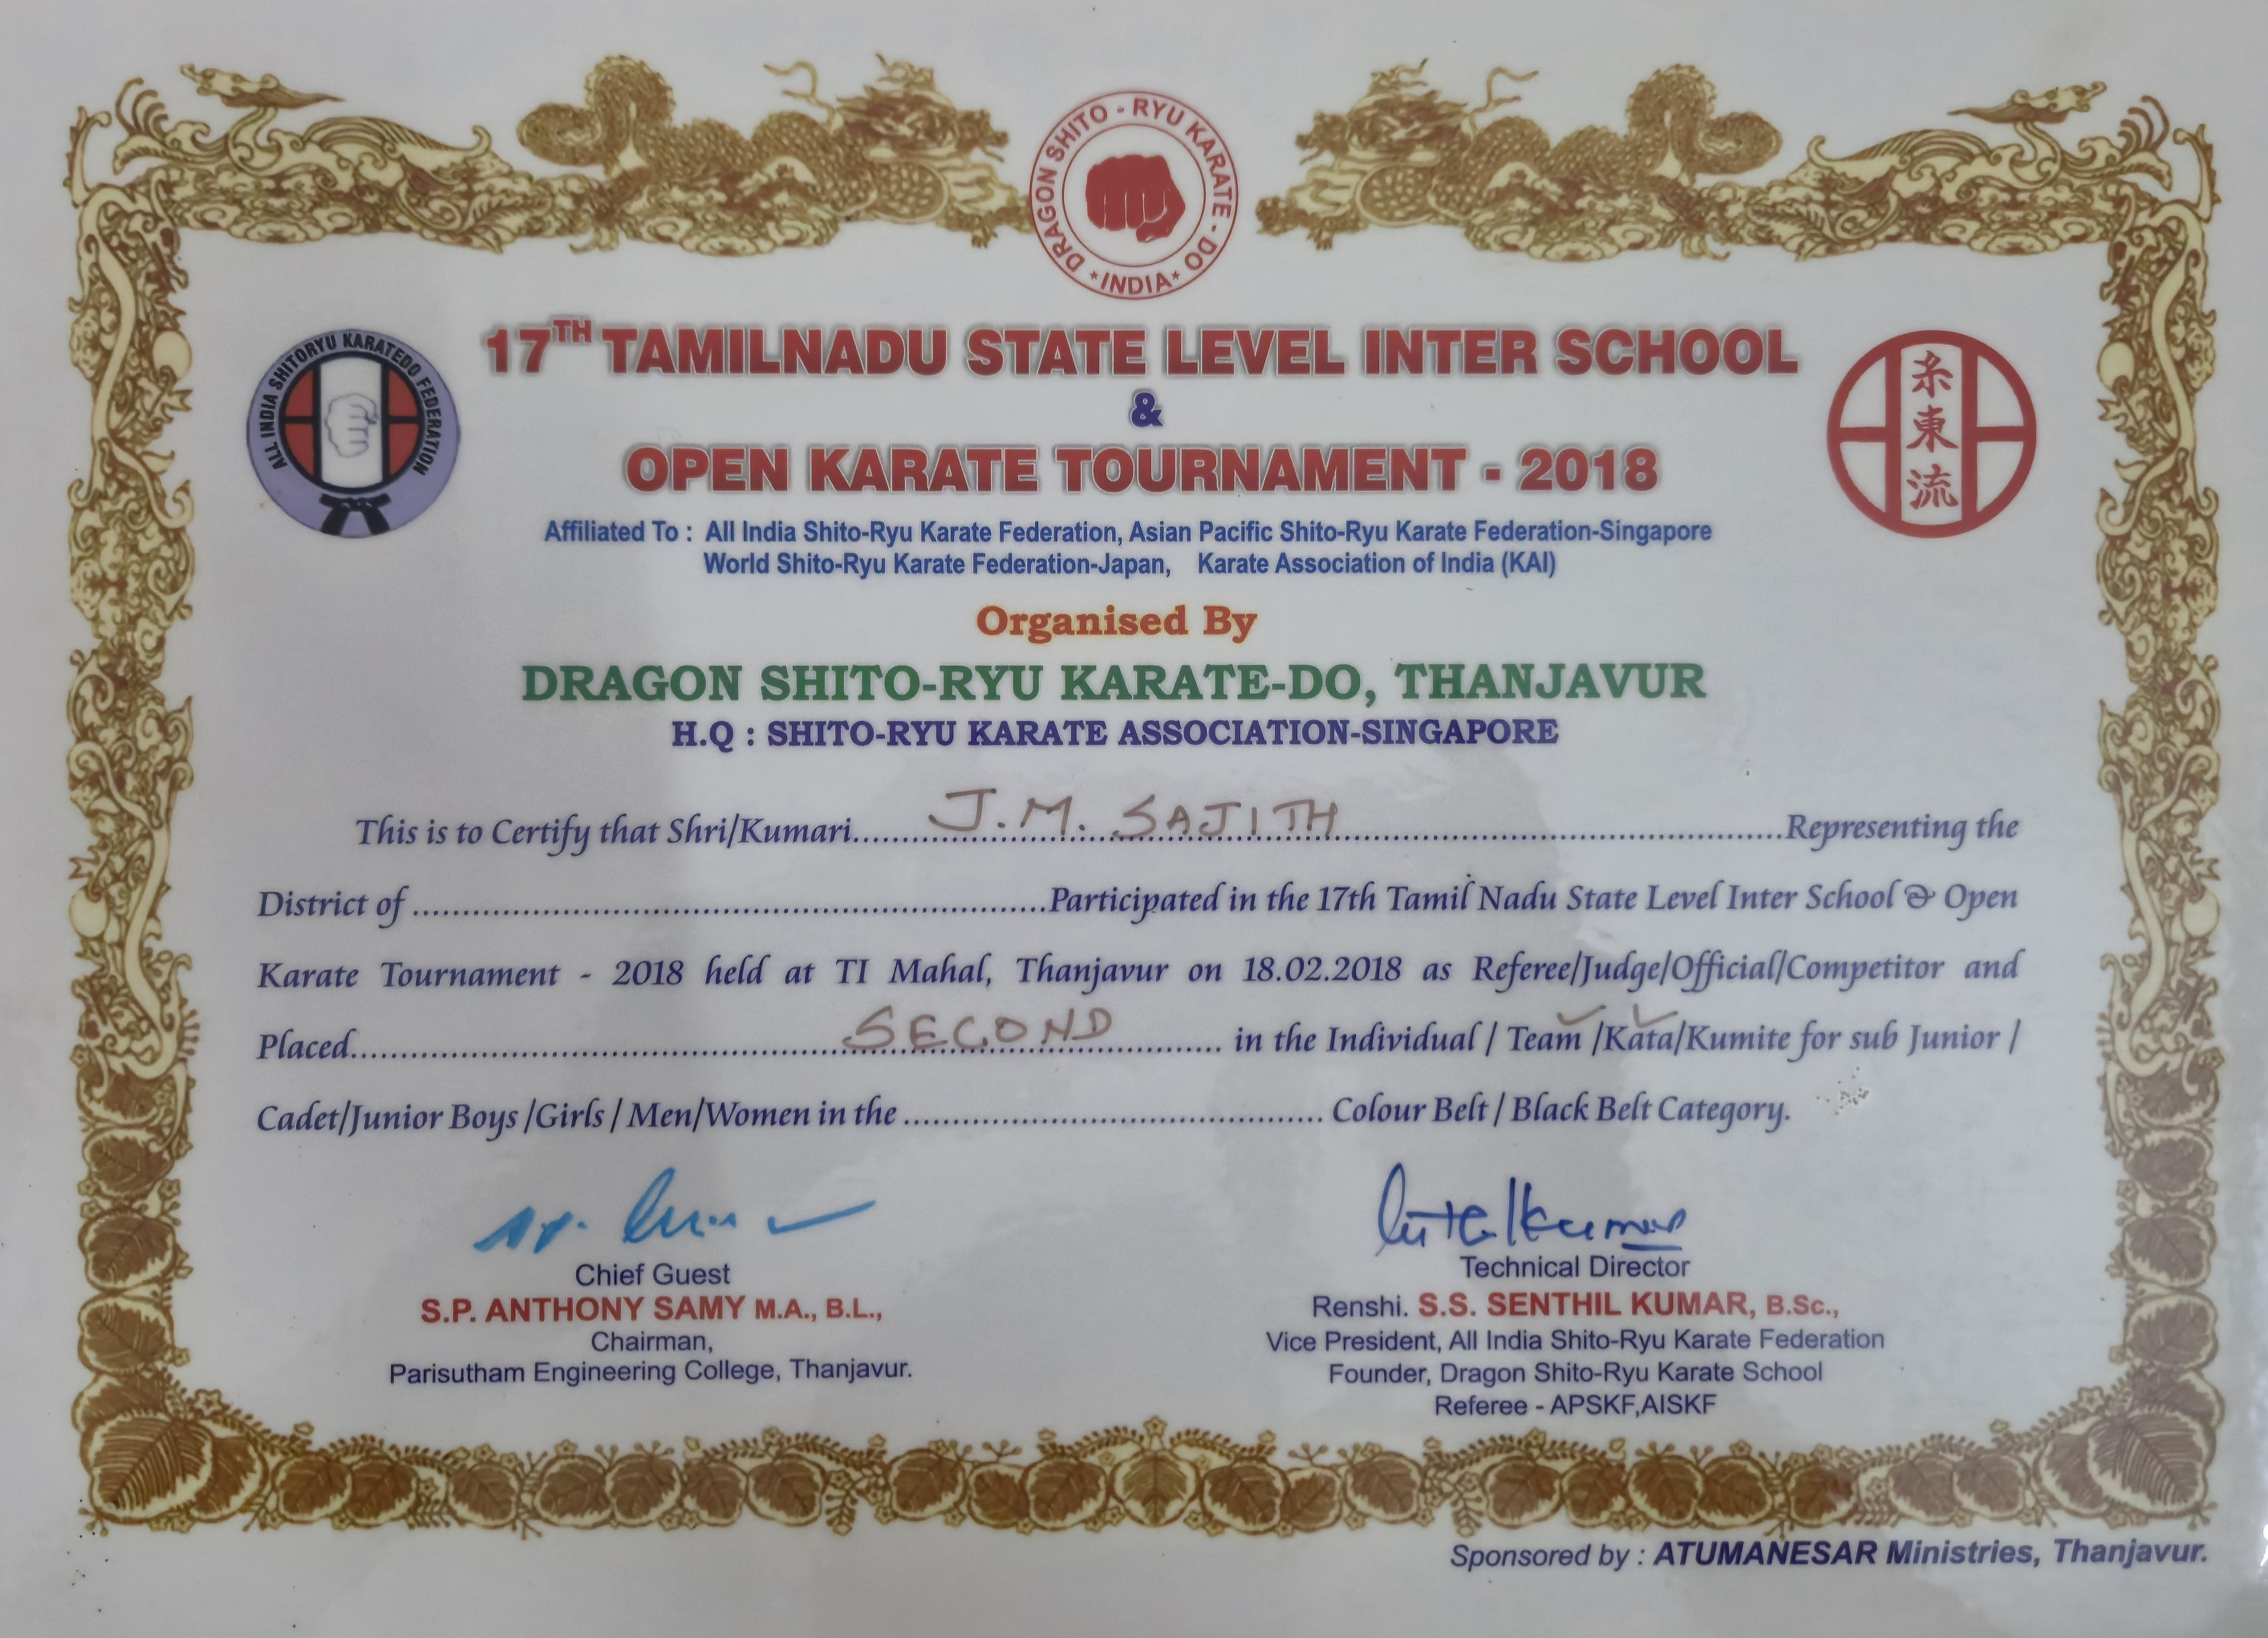 DRAGON SHITO - RYU KARATE - DO
* INDIA *
ALL INDIA SHITORYU KARATEDO FEDERATION
17TH TAMILNADU STATE LEVEL INTER SCHOOL
&
OPEN KARATE TOURNAMENT - 2018
糸
東
流
Affiliated To : All India Shito-Ryu Karate Federation, Asian Pacific Shito-Ryu Karate Federation-Singapore
World Shito-Ryu Karate Federation-Japan, Karate Association of India (KAI)
Organised By
DRAGON SHITO-RYU KARATE-DO, THANJAVUR
H.Q : SHITO-RYU KARATE ASSOCIATION-SINGAPORE
This is to Certify that Shri/Kumari J.M. SAJITH Representing the
District of ........ Participated in the 17th Tamil Nadu State Level Inter School & Open
Karate Tournament - 2018 held at TI Mahal, Thanjavur on 18.02.2018 as Referee/Judge/Official/Competitor and
Placed SECOND in the Individual / Team /Kata/Kumite for sub Junior /
Cadet/Junior Boys /Girls / Men/Women in the ........ Colour Belt / Black Belt Category.
Chief Guest
S.P. ANTHONY SAMY M.A., B.L.,
Chairman,
Parisutham Engineering College, Thanjavur.
Technical Director
Renshi. S.S. SENTHIL KUMAR, B.Sc.,
Vice President, All India Shito-Ryu Karate Federation
Founder, Dragon Shito-Ryu Karate School
Referee - APSKF,AISKF
Sponsored by : ATUMANESAR Ministries, Thanjavur.